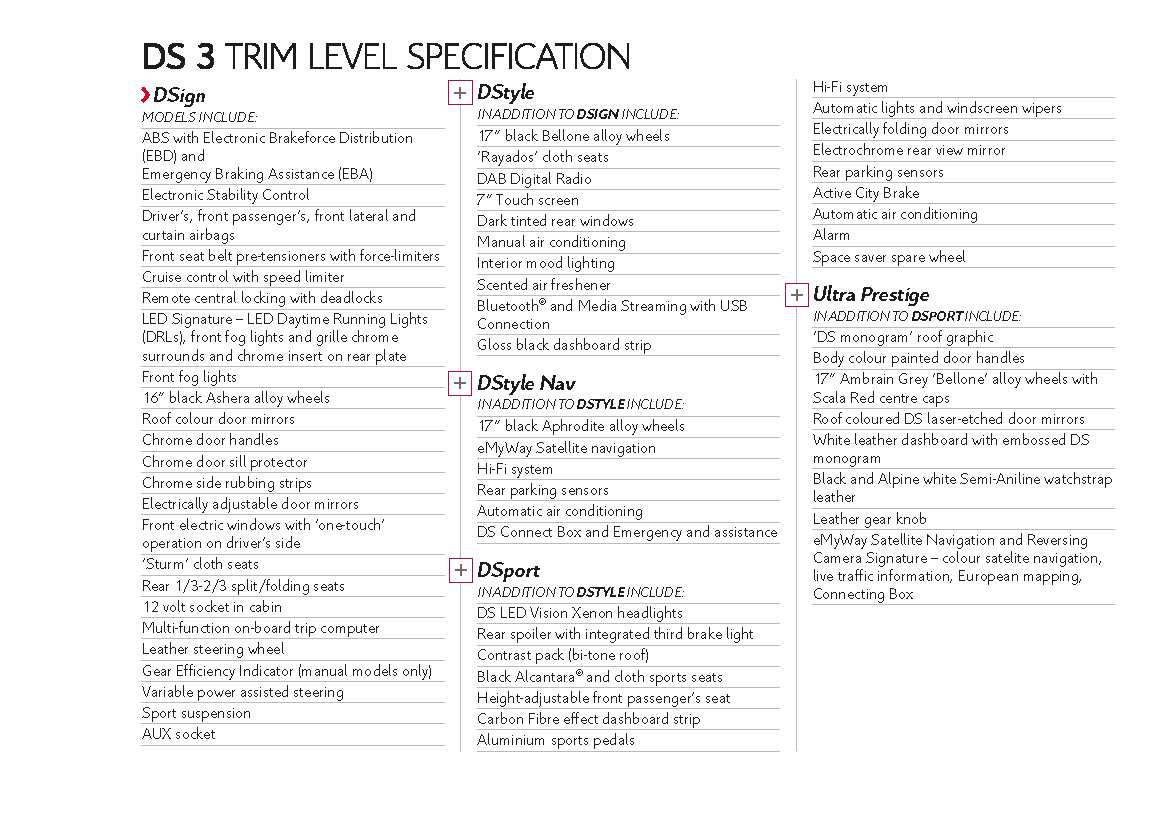 DS 3 TRIM LEVEL SPECIFICATION
DSign
MODELS INCLUDE:
ABS with Electronic Brakeforce Distribution
(EBD) and
Emergency Braking Assistance (EBA)
Electronic Stability Control
Driver's, front passenger's, front lateral and
curtain airbags
Front seat belt pre-tensioners with force-limiters
Cruise control with speed limiter
Remote central locking with deadlocks
LED Signature – LED Daytime Running Lights
(DRLs), front fog lights and grille chrome
surrounds and chrome insert on rear plate
Front fog lights
16" black Ashera alloy wheels
Roof colour door mirrors
Chrome door handles
Chrome door sill protector
Chrome side rubbing strips
Electrically adjustable door mirrors
Front electric windows with 'one-touch'
operation on driver's side
'Sturm' cloth seats
Rear 1/3-2/3 split/folding seats
12 volt socket in cabin
Multi-function on-board trip computer
Leather steering wheel
Gear Efficiency Indicator (manual models only)
Variable power assisted steering
Sport suspension
AUX socket
+ DStyle
IN ADDITION TO DSIGN INCLUDE:
17" black Bellone alloy wheels
'Rayados' cloth seats
DAB Digital Radio
7" Touch screen
Dark tinted rear windows
Manual air conditioning
Interior mood lighting
Scented air freshener
Bluetooth® and Media Streaming with USB
Connection
Gloss black dashboard strip
+ DStyle Nav
IN ADDITION TO DSTYLE INCLUDE:
17" black Aphrodite alloy wheels
eMyWay Satellite navigation
Hi-Fi system
Rear parking sensors
Automatic air conditioning
DS Connect Box and Emergency and assistance
+ DSport
IN ADDITION TO DSTYLE INCLUDE:
DS LED Vision Xenon headlights
Rear spoiler with integrated third brake light
Contrast pack (bi-tone roof)
Black Alcantara® and cloth sports seats
Height-adjustable front passenger's seat
Carbon Fibre effect dashboard strip
Aluminium sports pedals
Hi-Fi system
Automatic lights and windscreen wipers
Electrically folding door mirrors
Electrochrome rear view mirror
Rear parking sensors
Active City Brake
Automatic air conditioning
Alarm
Space saver spare wheel
+ Ultra Prestige
IN ADDITION TO DSPORT INCLUDE:
'DS monogram' roof graphic
Body colour painted door handles
17" Ambrain Grey 'Bellone' alloy wheels with
Scala Red centre caps
Roof coloured DS laser-etched door mirrors
White leather dashboard with embossed DS
monogram
Black and Alpine white Semi-Aniline watchstrap
leather
Leather gear knob
eMyWay Satellite Navigation and Reversing
Camera Signature – colour satelite navigation,
live traffic information, European mapping,
Connecting Box